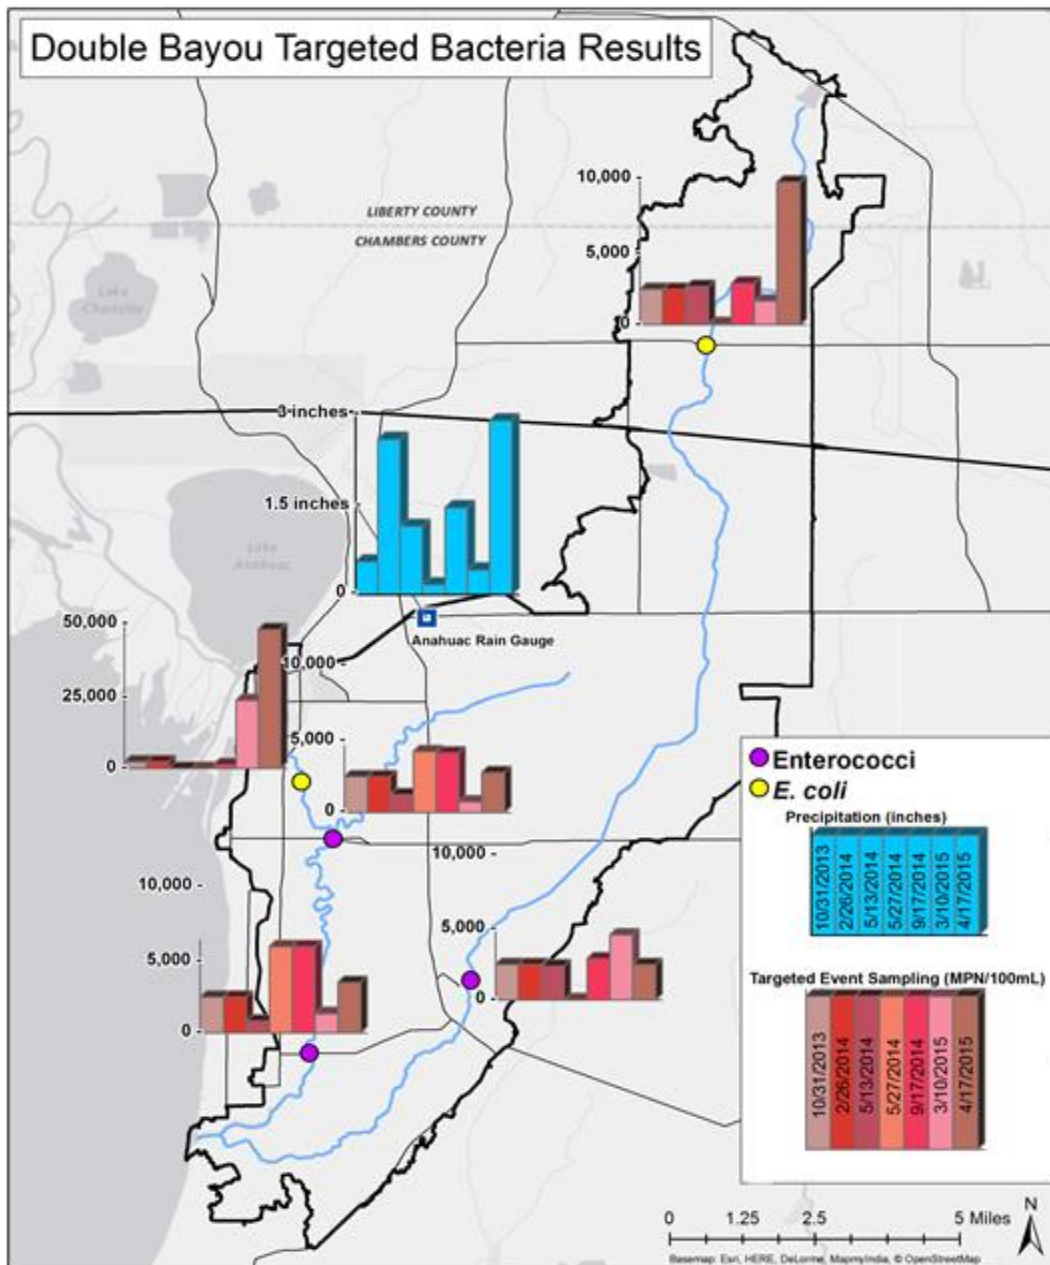 Double Bayou Targeted Bacteria Results
10,000 -
5,000 -
0 -
LIBERTY COUNTY
CHAMBERS COUNTY
Lake
Charlotte
3 inches -
1.5 inches -
0 -
Lake
Anahuac
Anahuac Rain Gauge
50,000 -
25,000 -
0 -
10,000 -
5,000 -
0 -
10,000 -
5,000 -
0 -
10,000 -
5,000 -
0 -
Enterococci
E. coli
Precipitation (inches)
10/31/2013
2/26/2014
5/13/2014
5/27/2014
9/17/2014
3/10/2015
4/17/2015
Targeted Event Sampling (MPN/100mL)
10/31/2013
2/26/2014
5/13/2014
5/27/2014
9/17/2014
3/10/2015
4/17/2015
N
0 1.25 2.5 5 Miles
Basemap: Esri, HERE, DeLorme, MapmyIndia, © OpenStreetMap